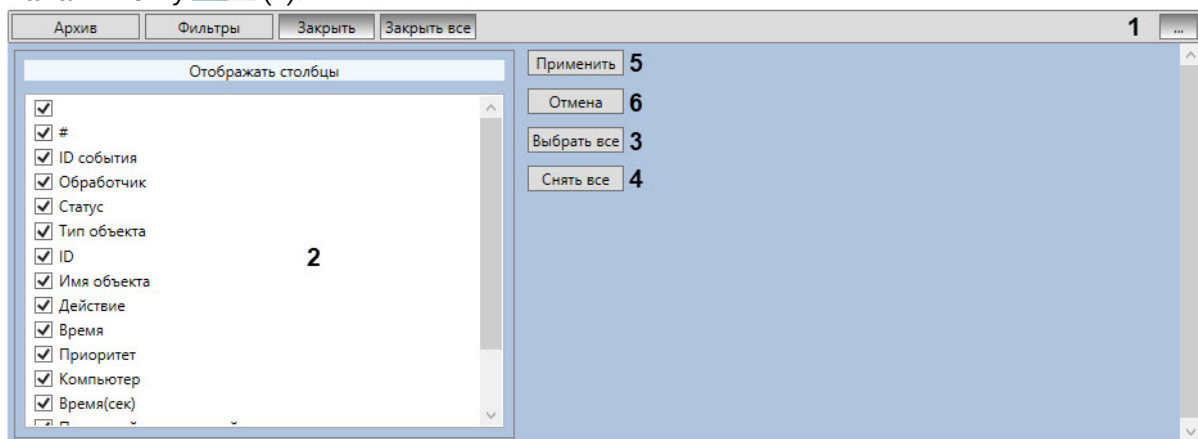 (1).
Архив Фильтры Закрыть Закрыть все 1 ...
Отображать столбцы
Применить 5
Отмена 6
Выбрать все 3
Снять все 4
#
ID события
Обработчик
Статус
Тип объекта
ID
2
Имя объекта
Действие
Время
Приоритет
Компьютер
Время(сек)